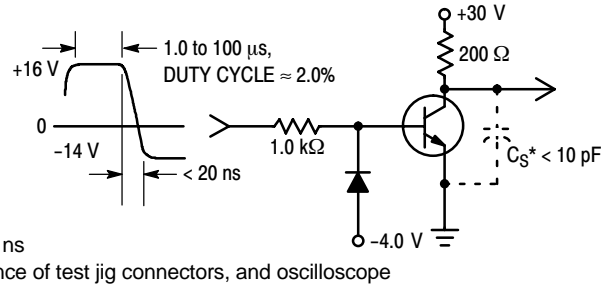 +30 V
1.0 to 100 μs,
DUTY CYCLE ≈ 2.0%
+16 V
200 Ω
0
-14 V
1.0 kΩ
C_S* < 10 pF
< 20 ns
-4.0 V
ns
nce of test jig connectors, and oscilloscope